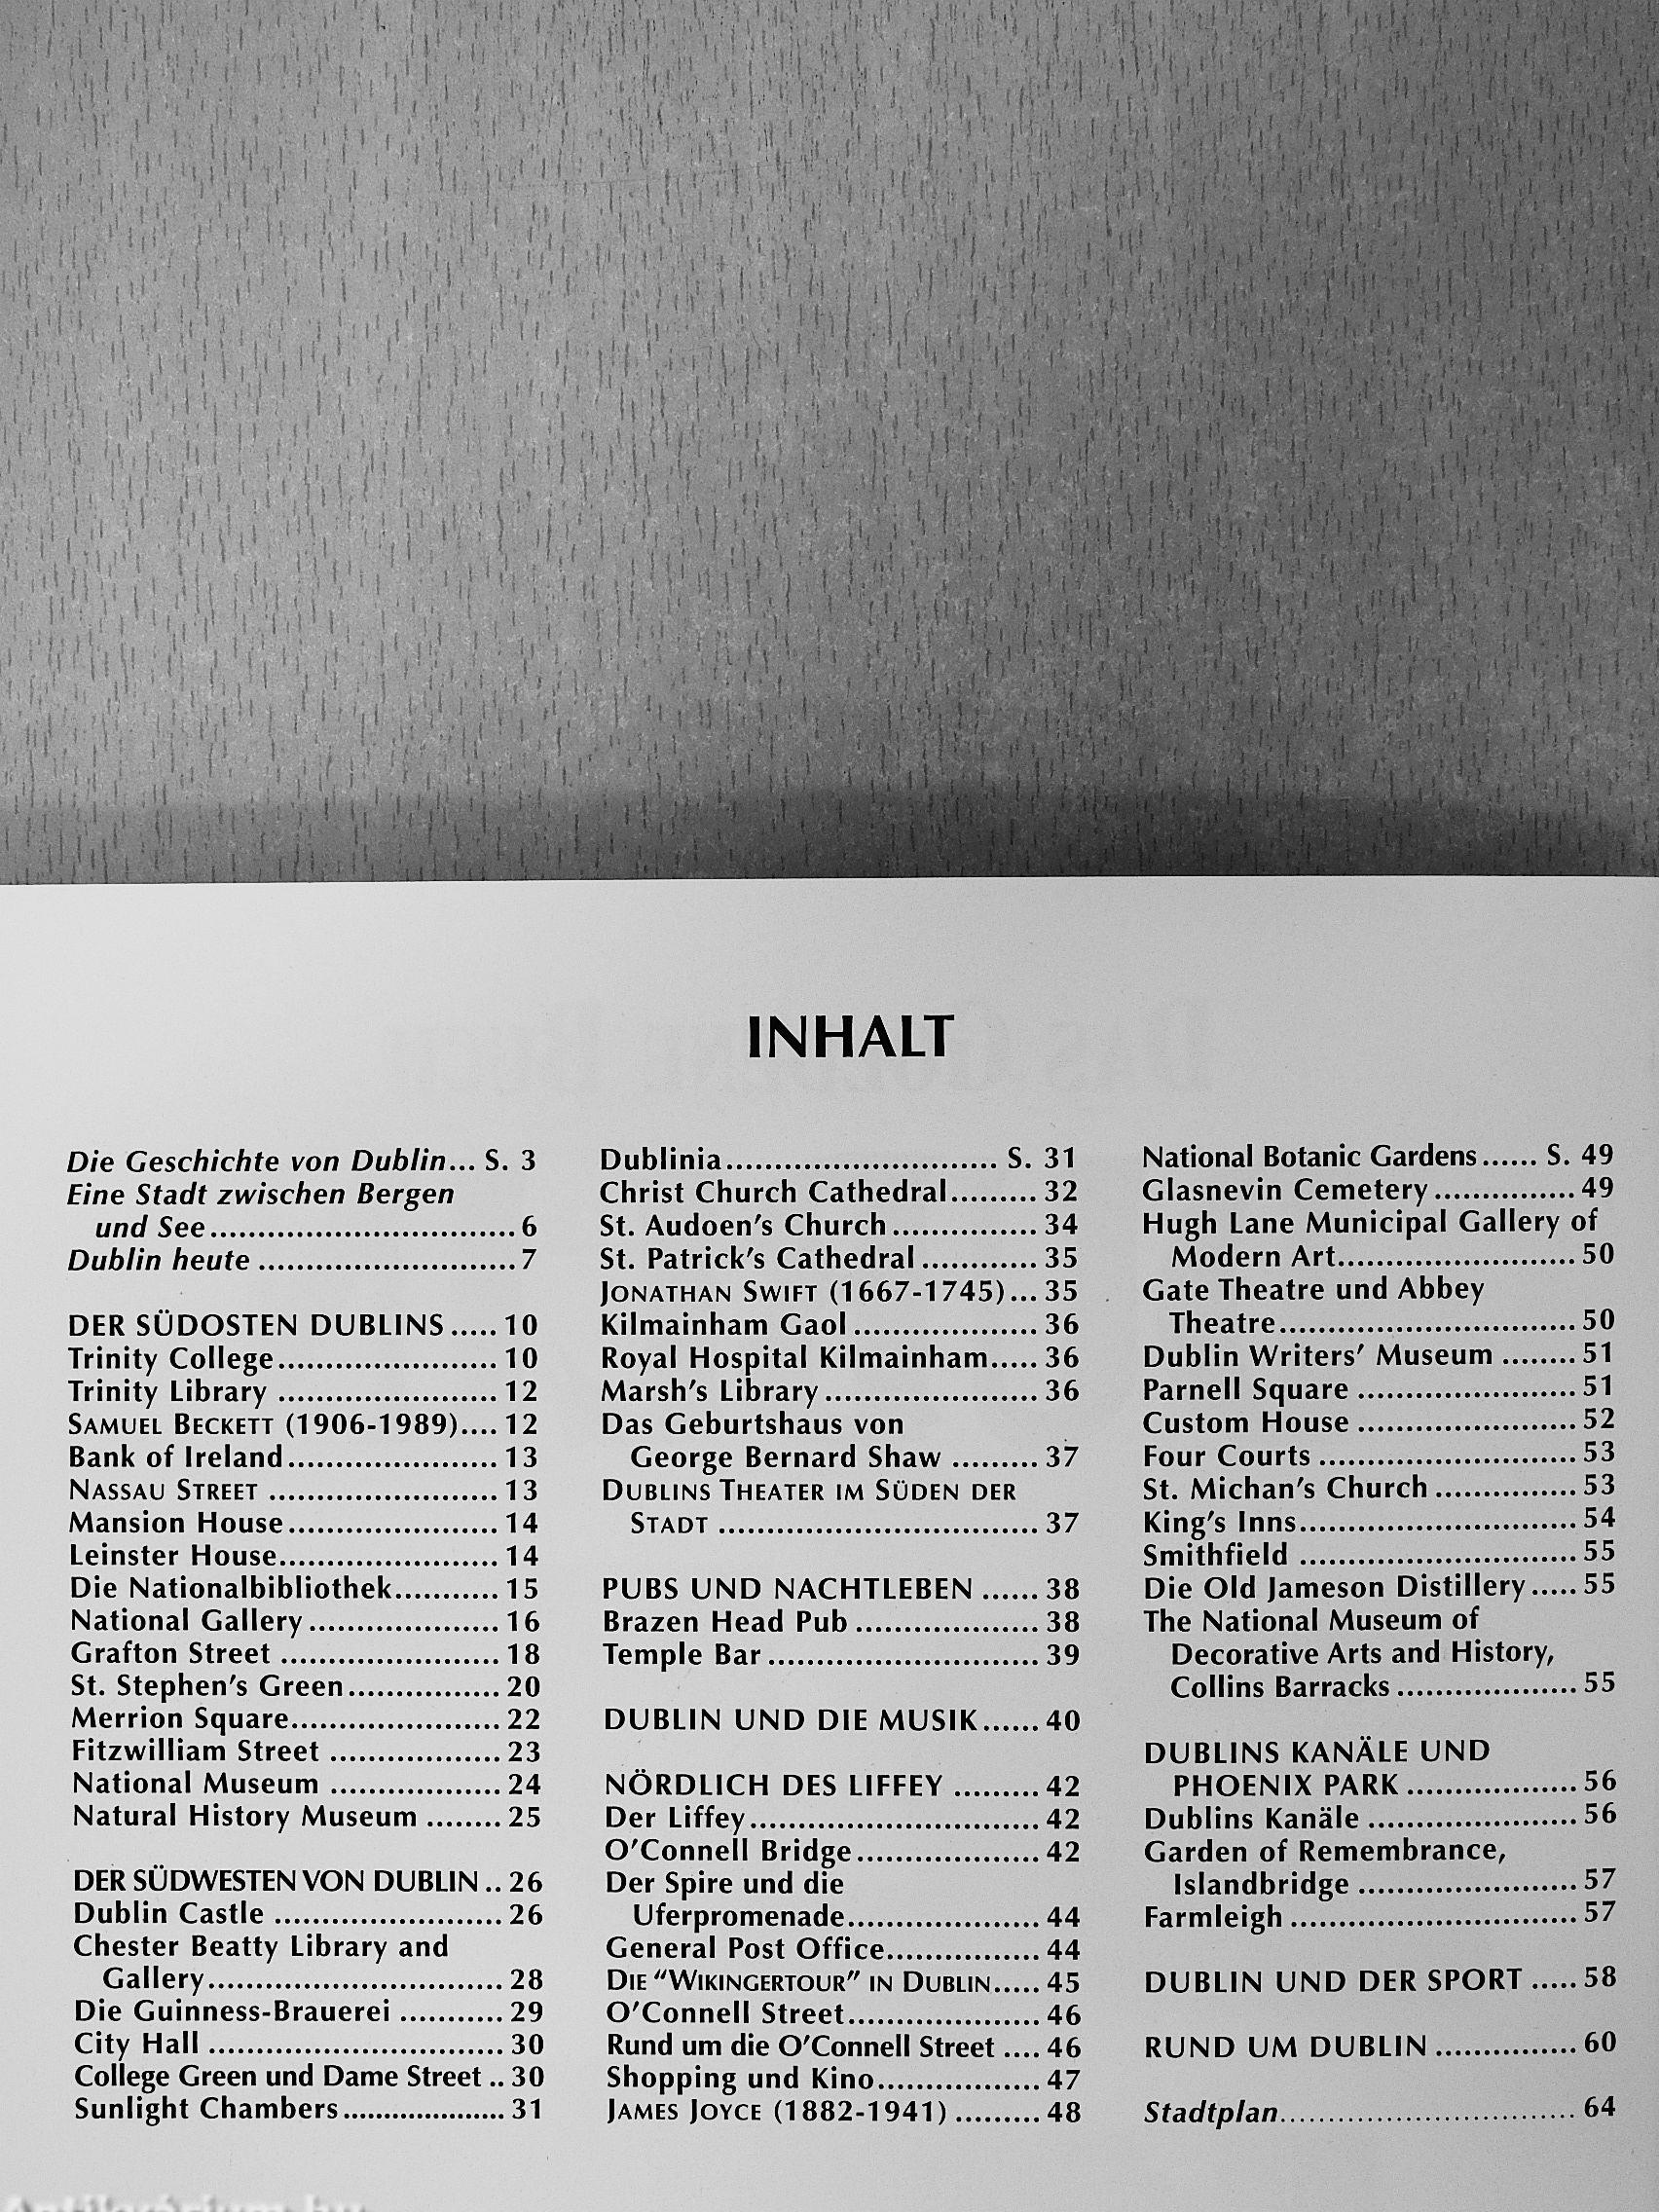 INHALT
Die Geschichte von Dublin... S. 3
Eine Stadt zwischen Bergen
und See................................ 6
Dublin heute ........................... 7
DER SÜDOSTEN DUBLINS ..... 10
Trinity College....................... 10
Trinity Library ....................... 12
SAMUEL BECKETT (1906-1989).... 12
Bank of Ireland...................... 13
NASSAU STREET ........................ 13
Mansion House...................... 14
Leinster House....................... 14
Die Nationalbibliothek........... 15
National Gallery .................... 16
Grafton Street ....................... 18
St. Stephen's Green................ 20
Merrion Square...................... 22
Fitzwilliam Street .................. 23
National Museum .................. 24
Natural History Museum ........ 25
DER SÜDWESTEN VON DUBLIN .. 26
Dublin Castle ........................ 26
Chester Beatty Library and
Gallery............................... 28
Die Guinness-Brauerei ........... 29
City Hall ............................... 30
College Green und Dame Street .. 30
Sunlight Chambers.................. 31
Dublinia............................ S. 31
Christ Church Cathedral......... 32
St. Audoen's Church ............... 34
St. Patrick's Cathedral ............ 35
JONATHAN SWIFT (1667-1745)... 35
Kilmainham Gaol ................... 36
Royal Hospital Kilmainham..... 36
Marsh's Library ...................... 36
Das Geburtshaus von
George Bernard Shaw ......... 37
DUBLINS THEATER IM SÜDEN DER
STADT ................................. 37
PUBS UND NACHTLEBEN ...... 38
Brazen Head Pub ................... 38
Temple Bar ............................ 39
DUBLIN UND DIE MUSIK...... 40
NÖRDLICH DES LIFFEY ......... 42
Der Liffey.............................. 42
O'Connell Bridge................... 42
Der Spire und die
Uferpromenade.................... 44
General Post Office................ 44
DIE "WIKINGERTOUR" IN DUBLIN..... 45
O'Connell Street.................... 46
Rund um die O'Connell Street .... 46
Shopping und Kino................. 47
JAMES JOYCE (1882-1941) ......... 48
National Botanic Gardens...... S. 49
Glasnevin Cemetery ............... 49
Hugh Lane Municipal Gallery of
Modern Art......................... 50
Gate Theatre und Abbey
Theatre............................... 50
Dublin Writers' Museum ........ 51
Parnell Square ....................... 51
Custom House ....................... 52
Four Courts ........................... 53
St. Michan's Church ............... 53
King's Inns............................. 54
Smithfield ............................. 55
Die Old Jameson Distillery..... 55
The National Museum of
Decorative Arts and History,
Collins Barracks ................... 55
DUBLINS KANÄLE UND
PHOENIX PARK .................. 56
Dublins Kanäle ...................... 56
Garden of Remembrance,
Islandbridge ....................... 57
Farmleigh .............................. 57
DUBLIN UND DER SPORT ..... 58
RUND UM DUBLIN ............... 60
Stadtplan............................... 64